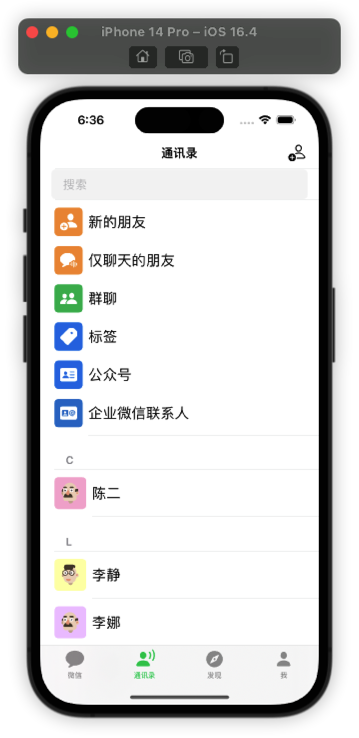 iPhone 14 Pro – iOS 16.4
6:36
通讯录
搜索
新的朋友
仅聊天的朋友
群聊
标签
公众号
企业微信联系人
C
陈二
L
李静
李娜
微信 通讯录 发现 我